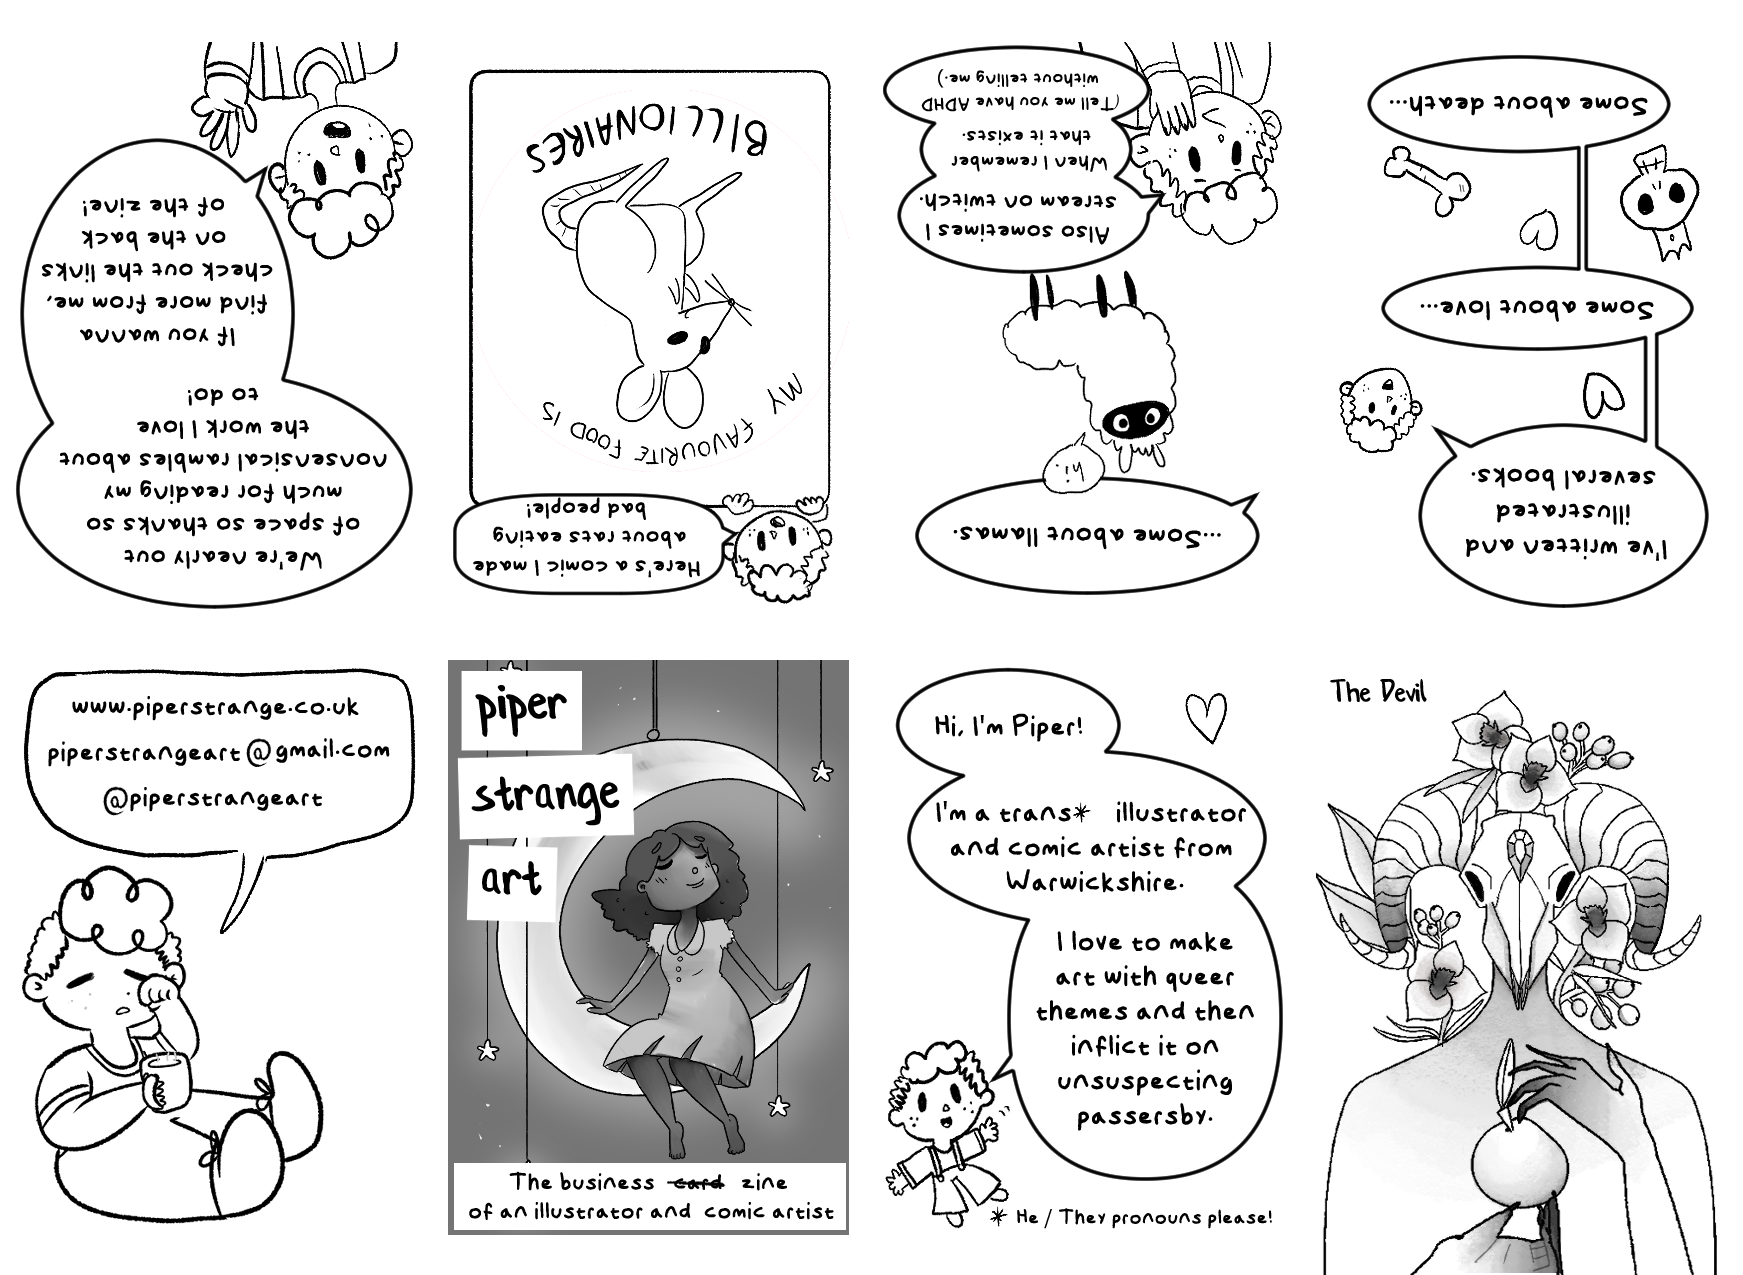 piper
strange
art
The business card zine
of an illustrator and comic artist
Hi, I'm Piper!
I'm a trans* illustrator
and comic artist from
Warwickshire.
I love to make
art with queer
themes and then
inflict it on
unsuspecting
passersby.
* He / They pronouns please!
The Devil
I've written and
illustrated
several books.
Some about love...
Some about death...
...Some about llamas.
hi.
Also sometimes I
stream on twitch.
When I remember
that it exists.
(Tell me you have ADHD
without telling me.)
Here's a comic I made
about rats eating
bad people!
MY FAVOURITE FOOD IS
BILLIONAIRES
We're nearly out
of space so thanks so
much for reading my
nonsensical rambles about
the work I love
to do!
If you wanna
find more from me,
check out the links
on the back
of the zine!
www.piperstrange.co.uk
piperstrangeart@gmail.com
@piperstrangeart